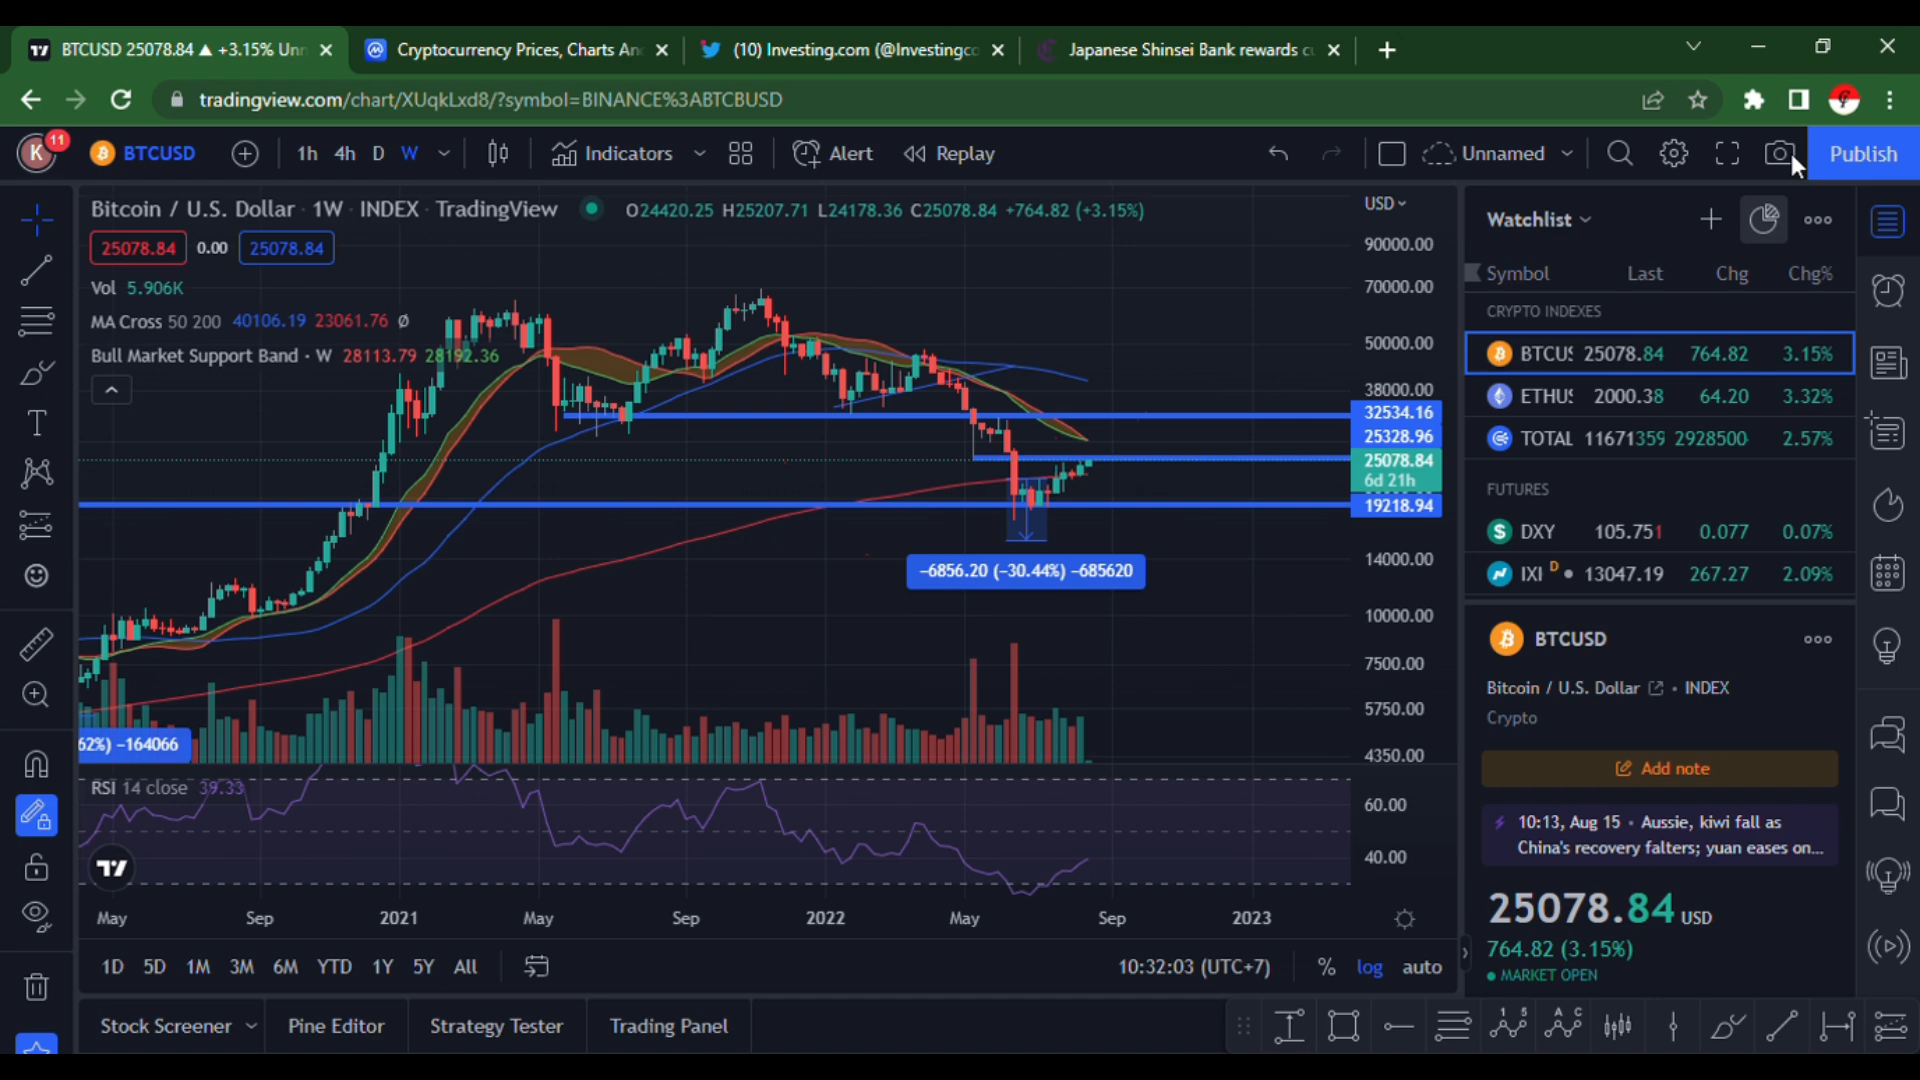 BTCUSD 25078.84 ▲ +3.15% Unn
Cryptocurrency Prices, Charts An
(10) Investing.com (@Investingco
Japanese Shinsei Bank rewards cu
tradingview.com/chart/XUqkLxd8/?symbol=BINANCE%3ABTCBUSD
K 11 BTCUSD 1h 4h D W Indicators Alert Replay Unnamed Publish
Bitcoin / U.S. Dollar · 1W · INDEX · TradingView O24420.25 H25207.71 L24178.36 C25078.84 +764.82 (+3.15%)
25078.84 0.00 25078.84
Vol 5.906K
MA Cross 50 200 40106.19 23061.76 Ø
Bull Market Support Band · W 28113.79 28192.36
USD
90000.00
70000.00
50000.00
38000.00
32534.16
25328.96
25078.84
6d 21h
19218.94
14000.00
10000.00
7500.00
5750.00
4350.00
−6856.20 (−30.44%) −685620
62%) −164066
RSI 14 close 39.33
60.00
40.00
May Sep 2021 May Sep 2022 May Sep 2023
1D 5D 1M 3M 6M YTD 1Y 5Y All 10:32:03 (UTC+7) % log auto
Stock Screener Pine Editor Strategy Tester Trading Panel
Watchlist
Symbol Last Chg Chg%
CRYPTO INDEXES
BTCUS 25078.84 764.82 3.15%
ETHUS 2000.38 64.20 3.32%
TOTAL 11671359 2928500 2.57%
FUTURES
DXY 105.751 0.077 0.07%
IXI D 13047.19 267.27 2.09%
BTCUSD
Bitcoin / U.S. Dollar · INDEX
Crypto
Add note
10:13, Aug 15 · Aussie, kiwi fall as
China's recovery falters; yuan eases on...
25078.84 USD
764.82 (3.15%)
MARKET OPEN